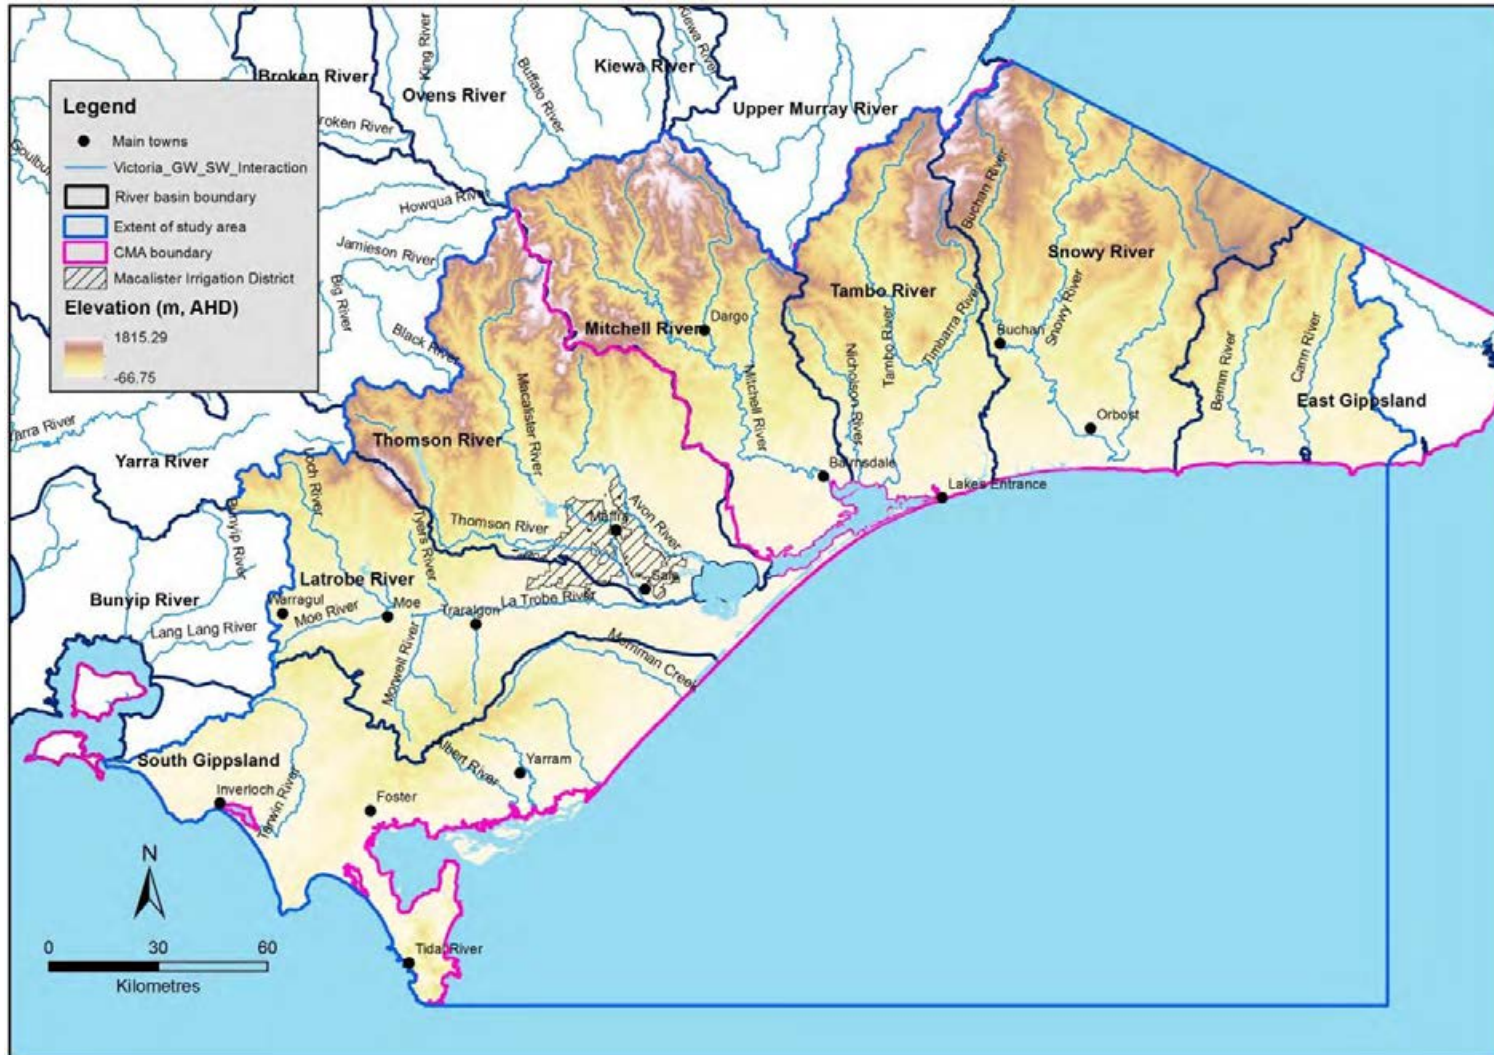 Legend
Main towns
Victoria_GW_SW_Interaction
River basin boundary
Extent of study area
CMA boundary
Macalister Irrigation District
Elevation (m, AHD)
1815.29
-66.75
Broken River
King River
Ovens River
Buffalo River
Kiewa River
Kiewa River
Upper Murray River
Howqua River
Jamieson River
Big River
Black River
Buchan River
Snowy River
Tambo River
Mitchell River
Dargo
Buchan
Snowy River
Timbarra River
Tambo River
Nicholson River
Mitchell River
Macalister River
Bemm River
Cann River
East Gippsland
Orbost
Thomson River
Yarra River
Bairnsdale
Lakes Entrance
Loch River
Bunyip River
Tyers River
Thomson River
Maffra
Avon River
Sale
Latrobe River
Bunyip River
Warragul
Moe River
Moe
Traralgon
La Trobe River
Lang Lang River
Morwell River
Merriman Creek
South Gippsland
Albert River
Yarram
Inverloch
Tarwin River
Foster
Tidal River
N
0 30 60
Kilometres